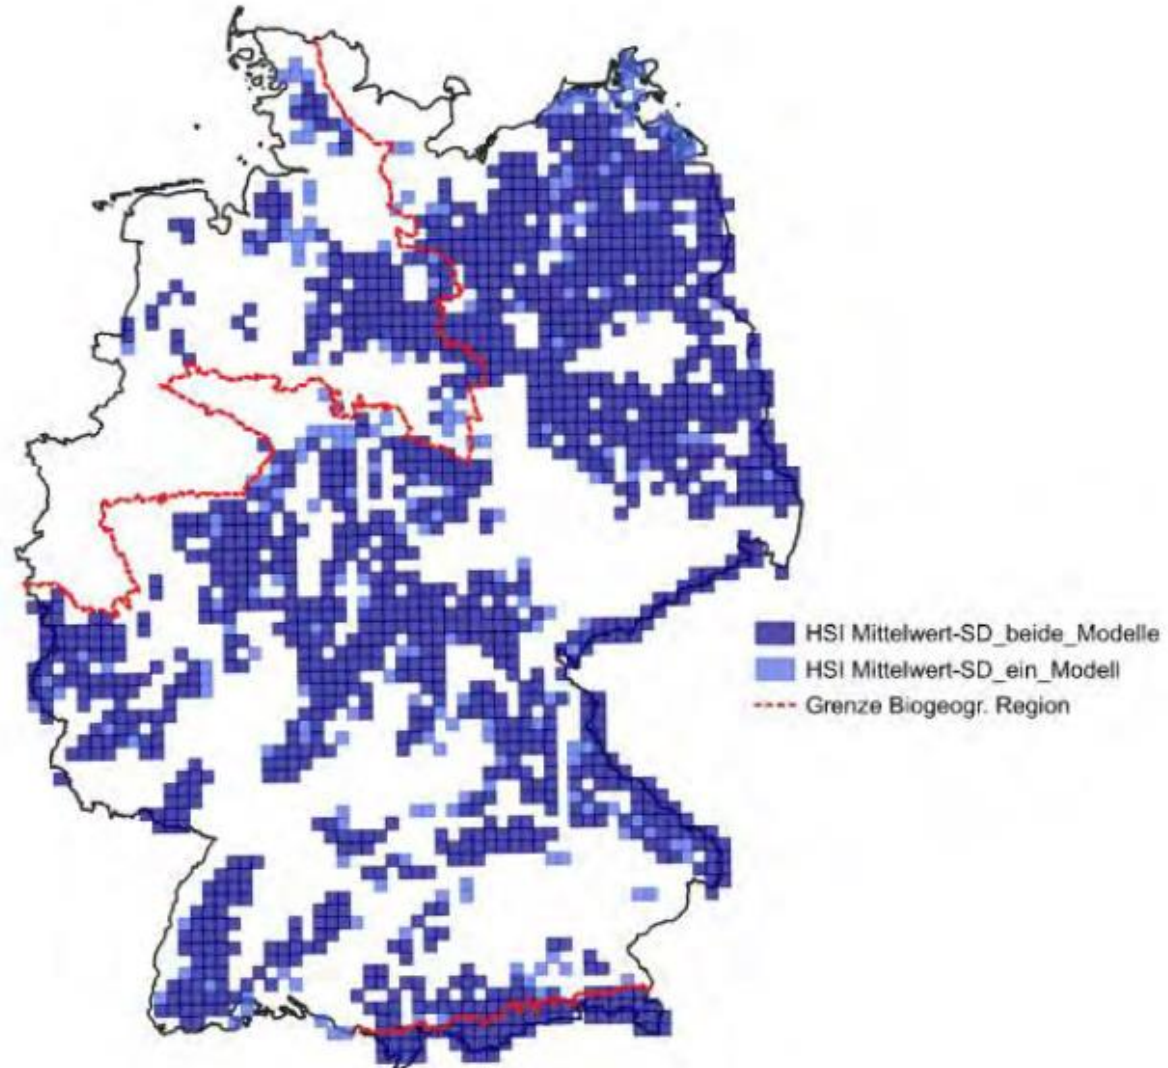 HSI Mittelwert-SD_beide_Modelle
HSI Mittelwert-SD_ein_Modell
Grenze Biogeogr. Region